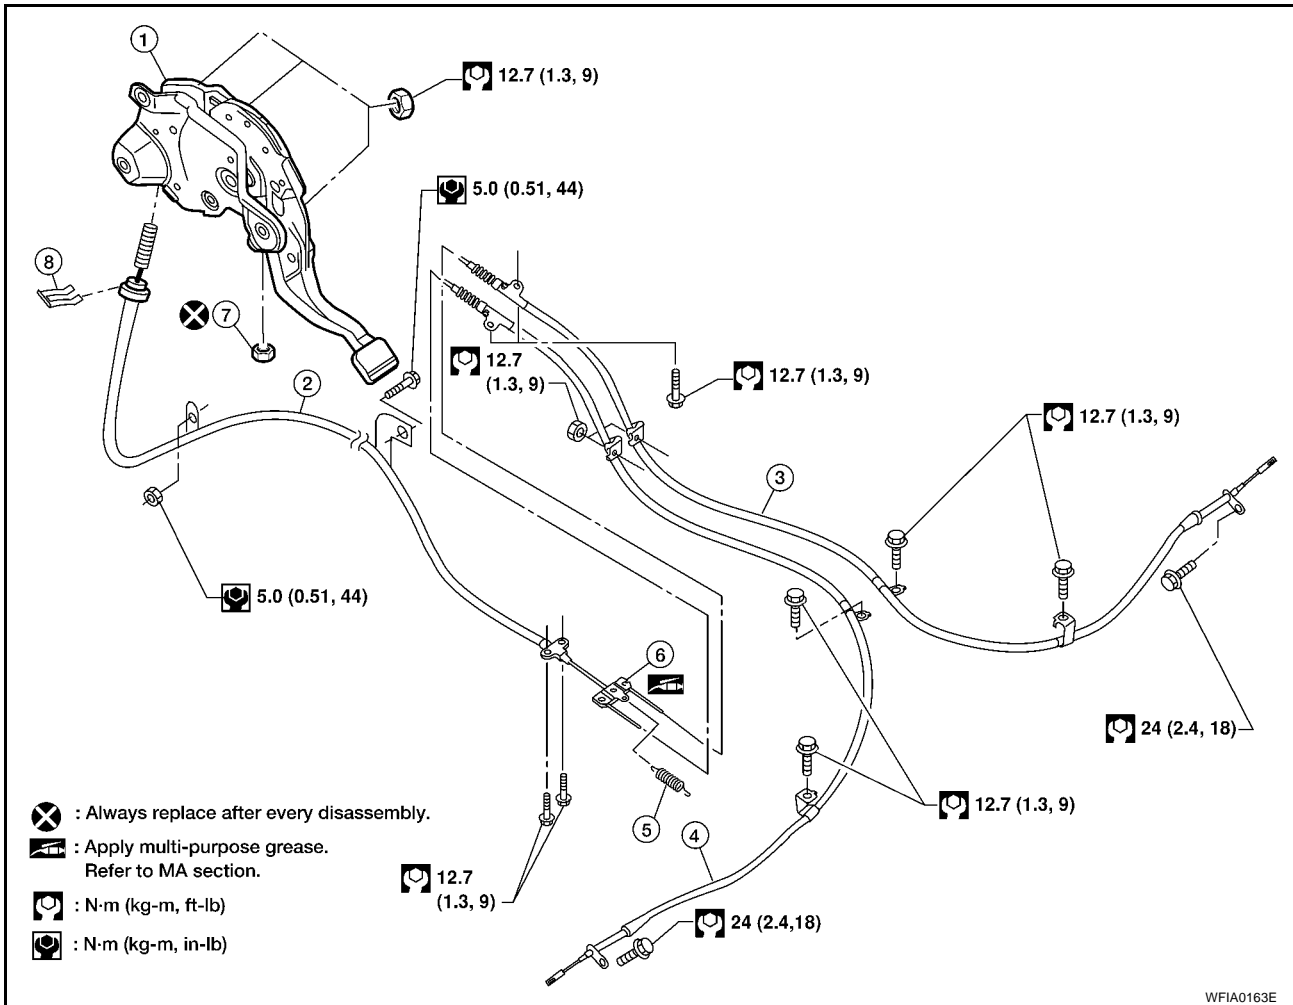 1
12.7 (1.3, 9)
5.0 (0.51, 44)
8
7
12.7
(1.3, 9)
12.7 (1.3, 9)
2
12.7 (1.3, 9)
3
5.0 (0.51, 44)
6
24 (2.4, 18)
12.7 (1.3, 9)
5
4
: Always replace after every disassembly.
: Apply multi-purpose grease.
Refer to MA section.
12.7
(1.3, 9)
: N·m (kg-m, ft-lb)
24 (2.4,18)
: N·m (kg-m, in-lb)
WFIA0163E